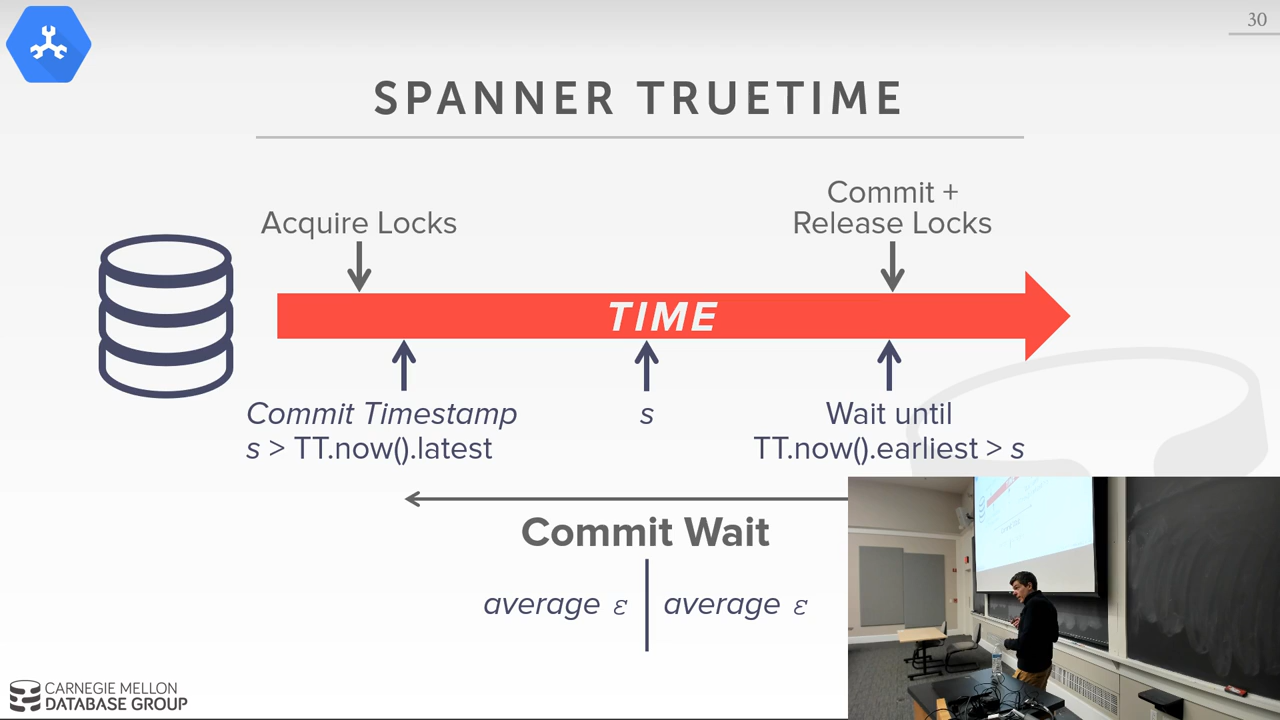 30
SPANNER TRUETIME
Acquire Locks
Commit +
Release Locks
TIME
Commit Timestamp
s > TT.now().latest
s
Wait until
TT.now().earliest > s
Commit Wait
average ε
average ε
CARNEGIE MELLON
DATABASE GROUP